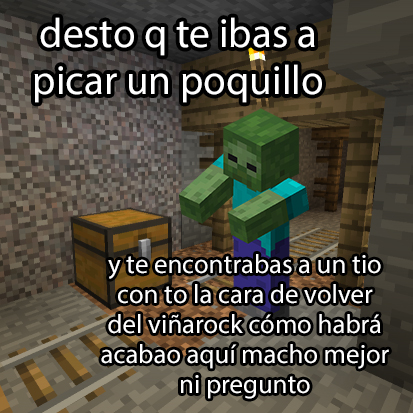 desto q te ibas a
picar un poquillo
y te encontrabas a un tio
con to la cara de volver
del viñarock cómo habrá
acabao aquí macho mejor
ni pregunto